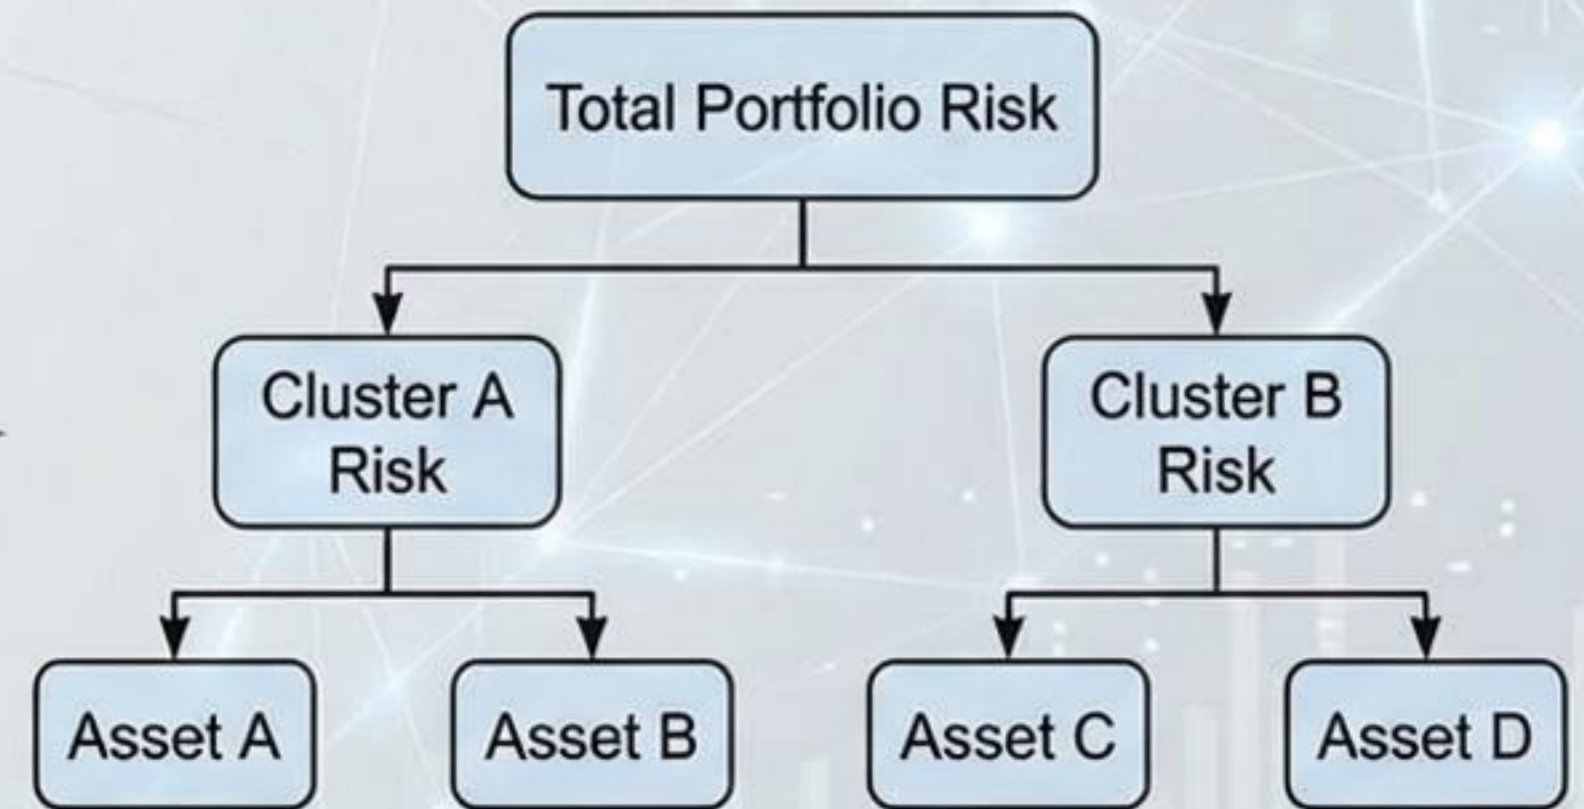 Total Portfolio Risk
Cluster A
Risk
Cluster B
Risk
Asset A
Asset B
Asset C
Asset D